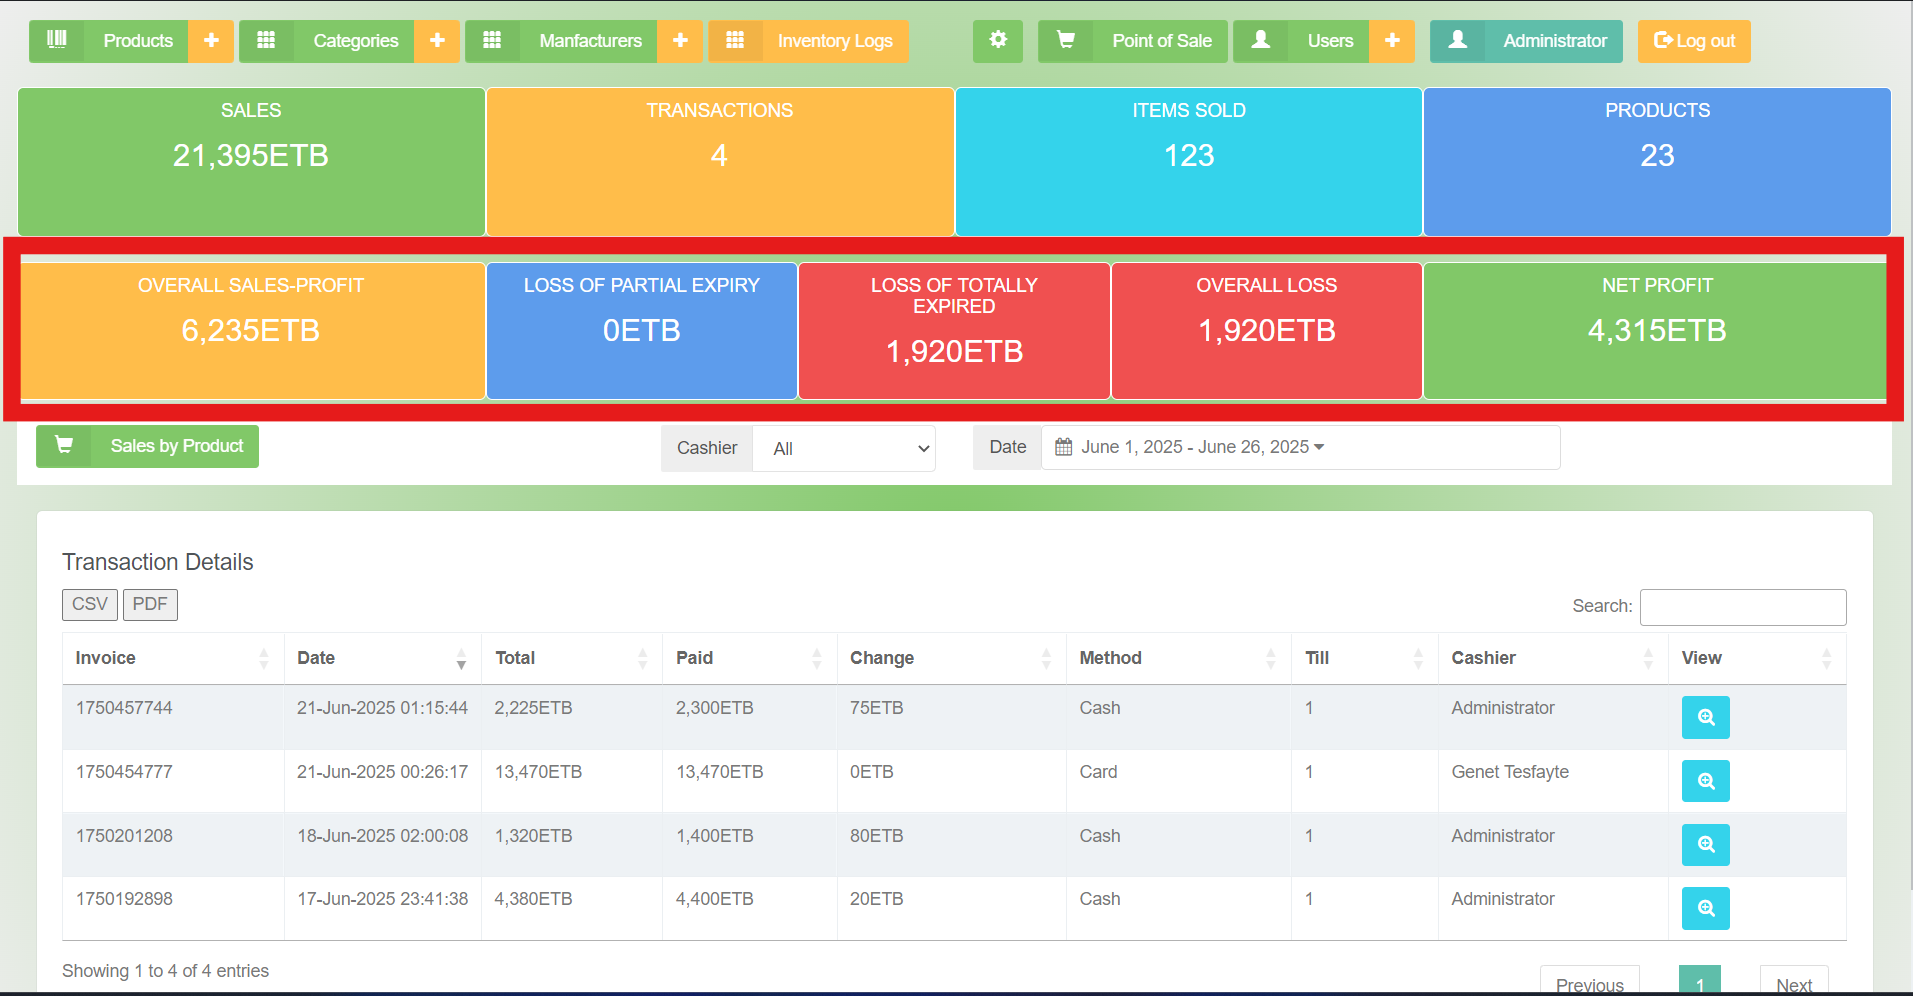 Products Categories Manfacturers Inventory Logs Point of Sale Users Administrator Log out
SALES TRANSACTIONS ITEMS SOLD PRODUCTS
21,395ETB 4 123 23
OVERALL SALES-PROFIT LOSS OF PARTIAL EXPIRY LOSS OF TOTALLY OVERALL LOSS NET PROFIT
EXPIRED
6,235ETB 0ETB 1,920ETB 4,315ETB
1,920ETB
Sales by Product Cashier All Date June 1, 2025 - June 26, 2025
Transaction Details
CSV PDF Search:
Invoice Date Total Paid Change Method Till Cashier View
1750457744 21-Jun-2025 01:15:44 2,225ETB 2,300ETB 75ETB Cash 1 Administrator
1750454777 21-Jun-2025 00:26:17 13,470ETB 13,470ETB 0ETB Card 1 Genet Tesfayte
1750201208 18-Jun-2025 02:00:08 1,320ETB 1,400ETB 80ETB Cash 1 Administrator
1750192898 17-Jun-2025 23:41:38 4,380ETB 4,400ETB 20ETB Cash 1 Administrator
Showing 1 to 4 of 4 entries
Previous 1 Next